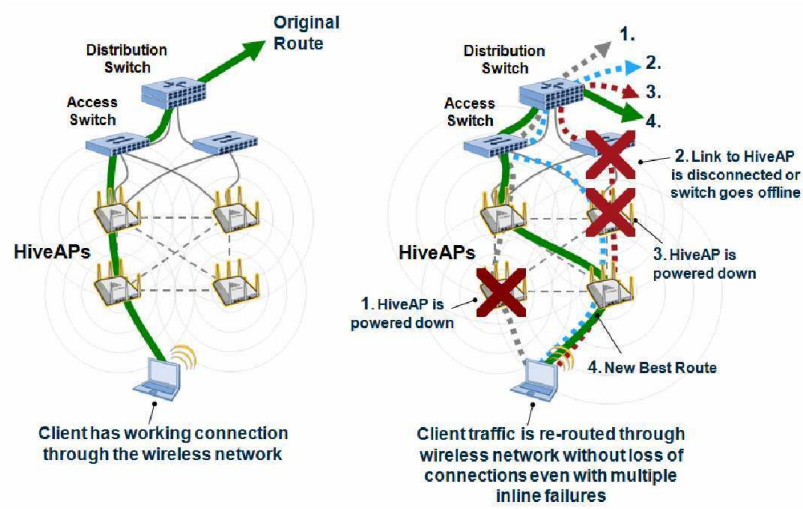 Original
Route
Distribution
Switch
Access
Switch
HiveAPs
Client has working connection
through the wireless network
1.
2.
3.
4.
Distribution
Switch
Access
Switch
2. Link to HiveAP
is disconnected or
switch goes offline
HiveAPs
3. HiveAP is
powered down
1. HiveAP is
powered down
4. New Best Route
Client traffic is re-routed through
wireless network without loss of
connections even with multiple
inline failures